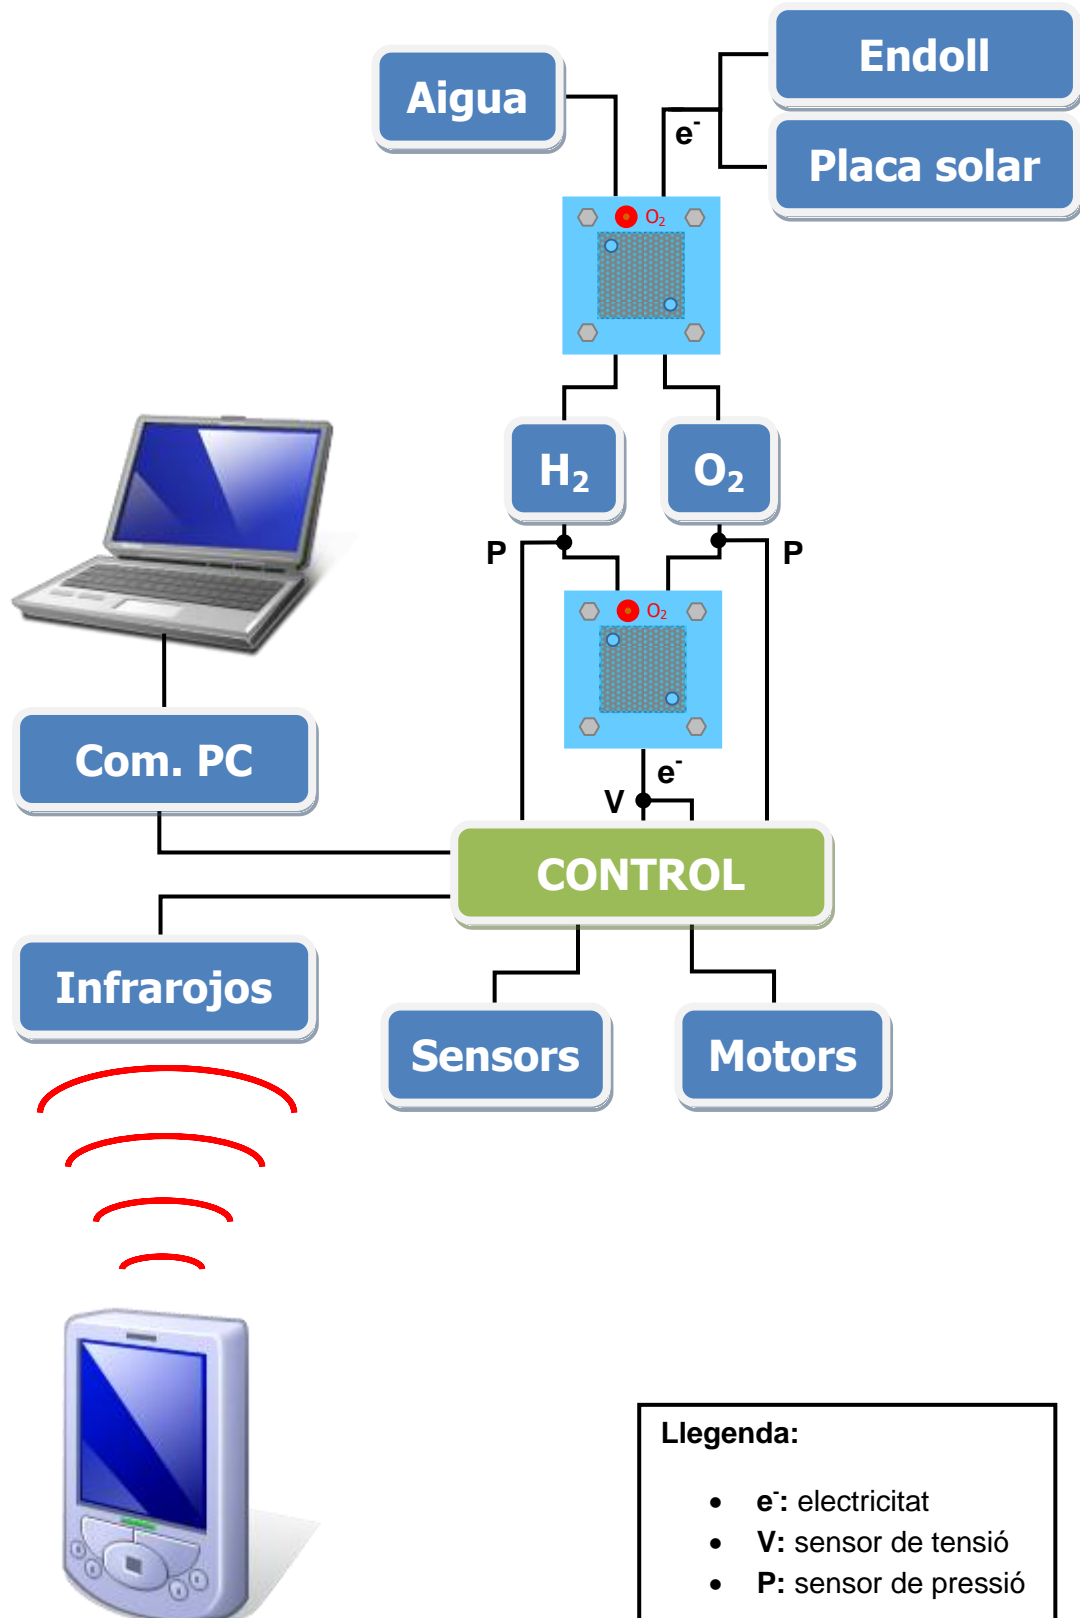 Endoll
Aigua
e⁻
Placa solar
O₂
H₂
O₂
P
P
O₂
e⁻
V
Com. PC
CONTROL
Infrarojos
Sensors
Motors
Llegenda:
• e⁻: electricitat
• V: sensor de tensió
• P: sensor de pressió